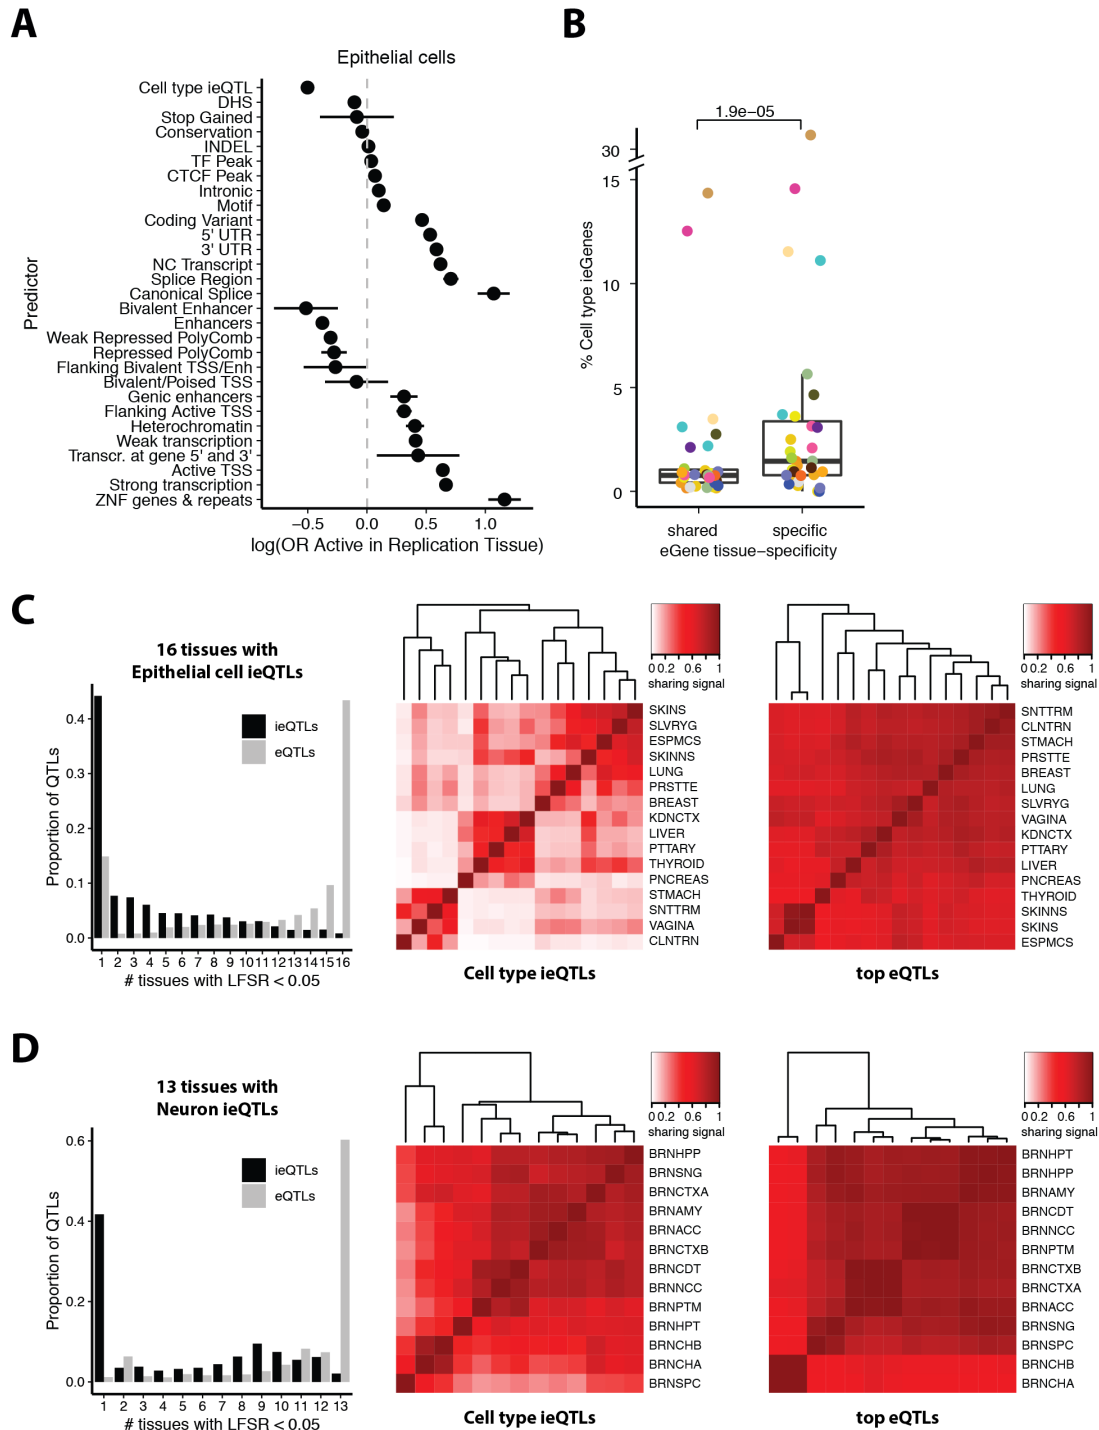 A
Epithelial cells
Predictor
Cell type ieQTL
DHS
Stop Gained
Conservation
INDEL
TF Peak
CTCF Peak
Intronic
Motif
Coding Variant
5' UTR
3' UTR
NC Transcript
Splice Region
Canonical Splice
Bivalent Enhancer
Enhancers
Weak Repressed PolyComb
Repressed PolyComb
Flanking Bivalent TSS/Enh
Bivalent/Poised TSS
Genic enhancers
Flanking Active TSS
Heterochromatin
Weak transcription
Transcr. at gene 5' and 3'
Active TSS
Strong transcription
ZNF genes & repeats
−0.5 0.0 0.5 1.0
log(OR Active in Replication Tissue)
B
1.9e−05
% Cell type ieGenes
30
15
10
5
0
shared specific
eGene tissue−specificity
C
16 tissues with
Epithelial cell ieQTLs
Proportion of QTLs
0.4
0.3
0.2
0.1
0.0
ieQTLs
eQTLs
1 2 3 4 5 6 7 8 9 10 11 12 13 14 15 16
# tissues with LFSR < 0.05
0 0.2 0.6 1
sharing signal
SKINS
SLVRYG
ESPMCS
SKINNS
LUNG
PRSTTE
BREAST
KDNCTX
LIVER
PTTARY
THYROID
PNCREAS
STMACH
SNTTRM
VAGINA
CLNTRN
Cell type ieQTLs
0 0.2 0.6 1
sharing signal
SNTTRM
CLNTRN
STMACH
PRSTTE
BREAST
LUNG
SLVRYG
VAGINA
KDNCTX
PTTARY
LIVER
PNCREAS
THYROID
SKINNS
SKINS
ESPMCS
top eQTLs
D
13 tissues with
Neuron ieQTLs
Proportion of QTLs
0.6
0.4
0.2
0.0
ieQTLs
eQTLs
1 2 3 4 5 6 7 8 9 10 11 12 13
# tissues with LFSR < 0.05
0 0.2 0.6 1
sharing signal
BRNHPP
BRNSNG
BRNCTXA
BRNAMY
BRNACC
BRNCTXB
BRNCDT
BRNNCC
BRNPTM
BRNHPT
BRNCHB
BRNCHA
BRNSPC
Cell type ieQTLs
0 0.2 0.6 1
sharing signal
BRNHPT
BRNHPP
BRNAMY
BRNCDT
BRNNCC
BRNPTM
BRNCTXB
BRNCTXA
BRNACC
BRNSNG
BRNSPC
BRNCHB
BRNCHA
top eQTLs